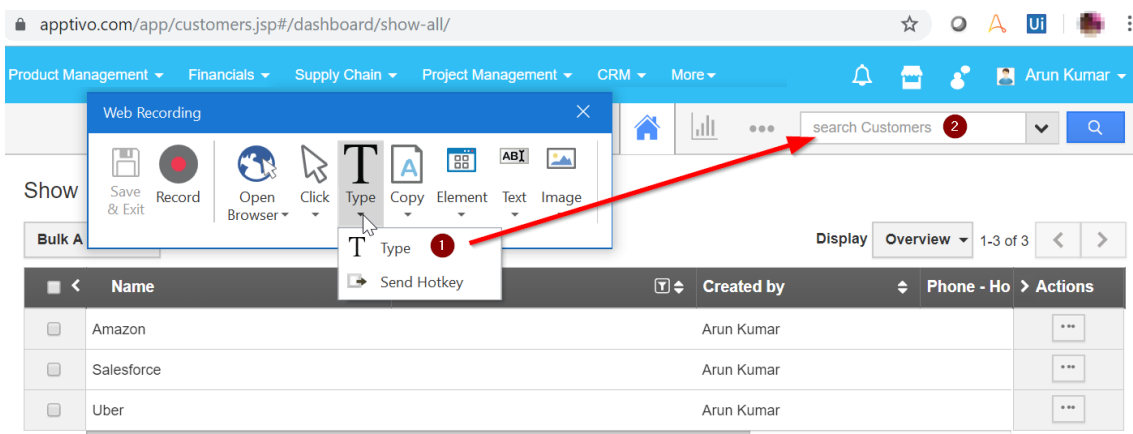 apptivo.com/app/customers.jsp#/dashboard/show-all/
Ui
Product Management Financials Supply Chain Project Management CRM More Arun Kumar
Web Recording
search Customers 2
Save & Exit
Record
Open Browser
Click
Type
Copy
Element
Text
Image
A
AB
Show
T Type 1
Send Hotkey
Bulk A
Display Overview 1-3 of 3
Name Created by Phone - Ho Actions
Amazon Arun Kumar
Salesforce Arun Kumar
Uber Arun Kumar